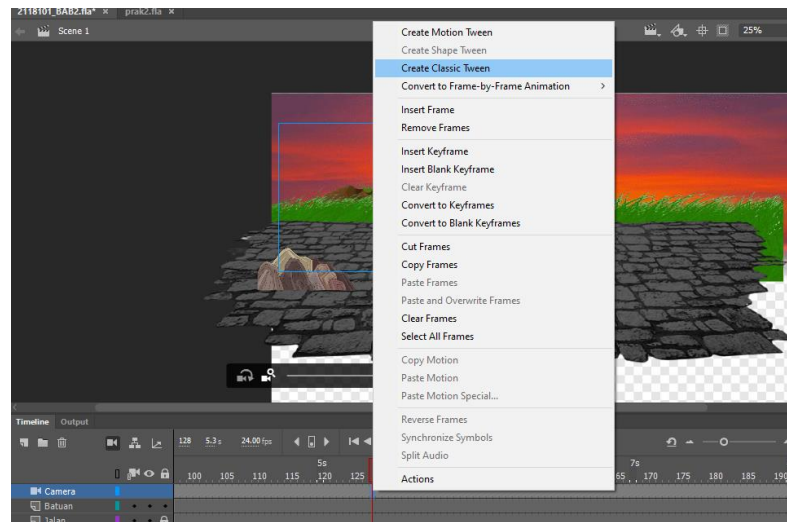 2118101_BAB2.fla* × prak2.fla ×
Scene 1
25%
Create Motion Tween
Create Shape Tween
Create Classic Tween
Convert to Frame-by-Frame Animation >
Insert Frame
Remove Frames
Insert Keyframe
Insert Blank Keyframe
Clear Keyframe
Convert to Keyframes
Convert to Blank Keyframes
Cut Frames
Copy Frames
Paste Frames
Paste and Overwrite Frames
Clear Frames
Select All Frames
Copy Motion
Paste Motion
Paste Motion Special...
Reverse Frames
Synchronize Symbols
Split Audio
Actions
Timeline Output
128 5.3 s 24.00 fps
5s 7s
100 105 110 115 120 125 65 170 175 180 185 190
Camera
Batuan
Jalan